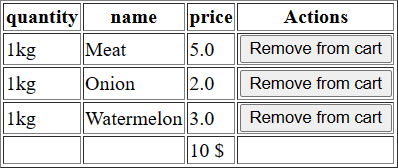 quantity name price Actions
1kg Meat 5.0 Remove from cart
1kg Onion 2.0 Remove from cart
1kg Watermelon 3.0 Remove from cart
10 $